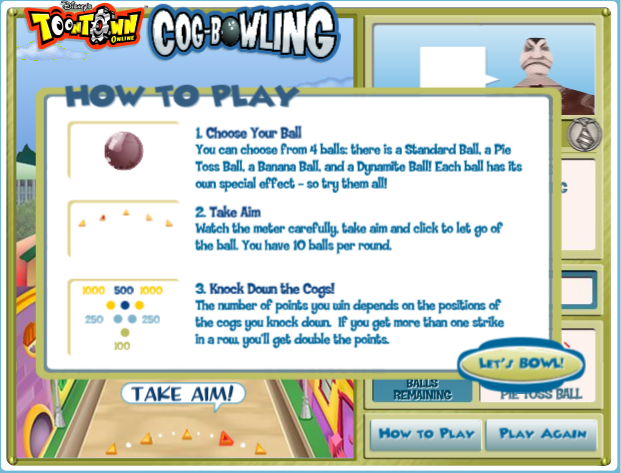 Disney's
TOONTOWN
ONLINE
COG-BOWLING
HOW TO PLAY
1. Choose Your Ball
You can choose from 4 balls: there is a Standard Ball, a Pie
Toss Ball, a Banana Ball, and a Dynamite Ball! Each ball has its
own special effect - so try them all!
2. Take Aim
Watch the meter carefully, take aim and click to let go of
the ball. You have 10 balls per round.
1000 500 1000
250 250
100
3. Knock Down the Cogs!
The number of points you win depends on the positions of
the cogs you knock down. If you get more than one strike
in a row, you'll get double the points.
LET'S BOWL!
TAKE AIM!
BALLS
REMAINING
PIE TOSS BALL
HOW TO PLAY
PLAY AGAIN